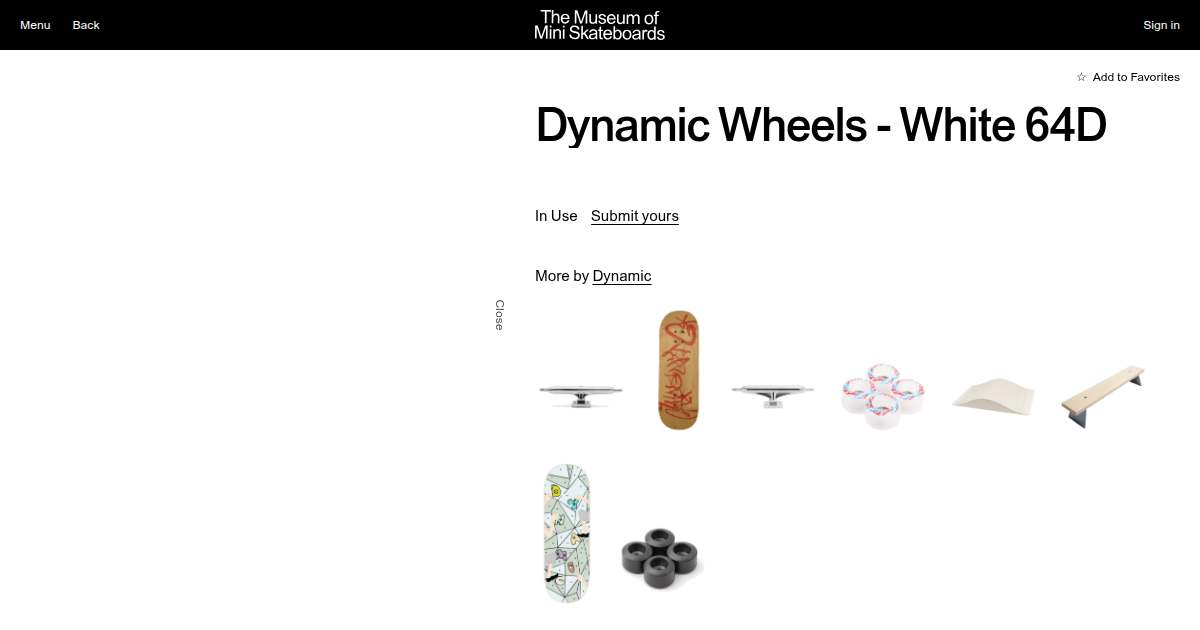 Menu
Back
The Museum of
Mini Skateboards
Sign in
☆ Add to Favorites
Dynamic Wheels - White 64D
In Use Submit yours
More by Dynamic
Close